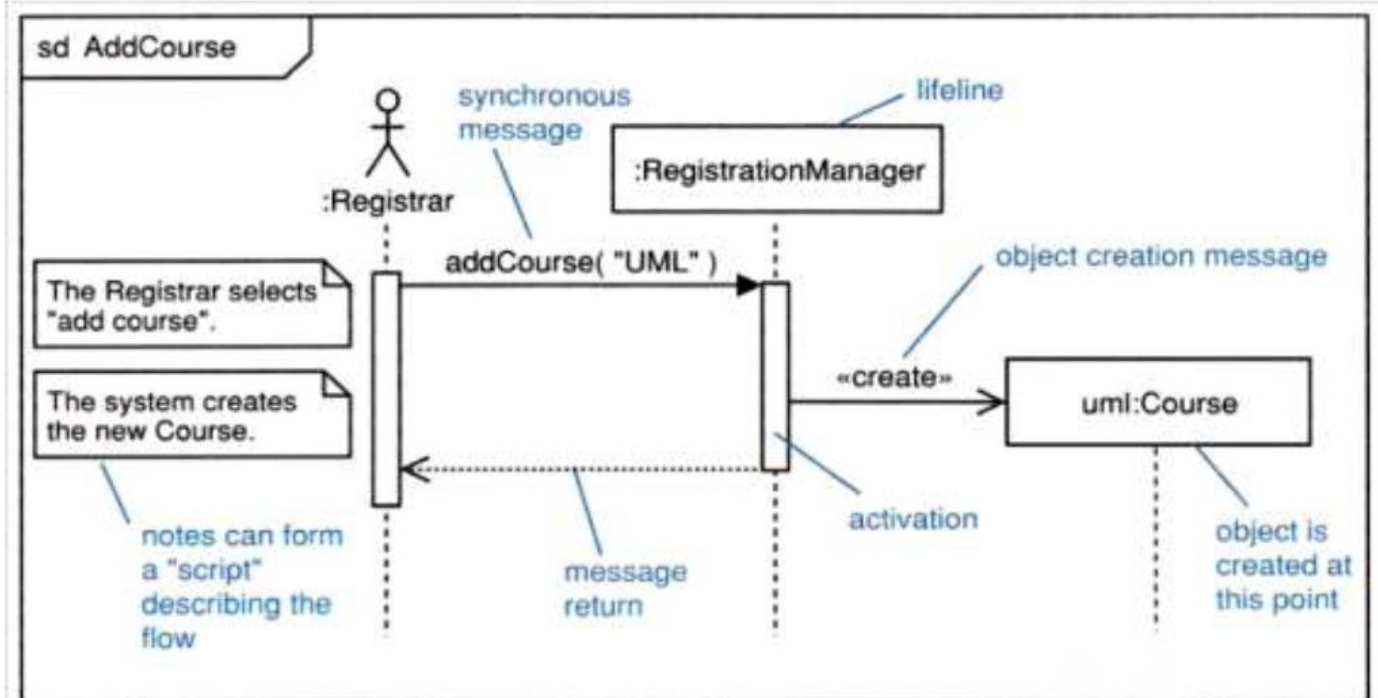 sd AddCourse
synchronous
message
lifeline
:RegistrationManager
:Registrar
addCourse( "UML" )
object creation message
The Registrar selects
"add course".
«create»
uml:Course
The system creates
the new Course.
activation
notes can form
a "script"
describing the
flow
message
return
object is
created at
this point